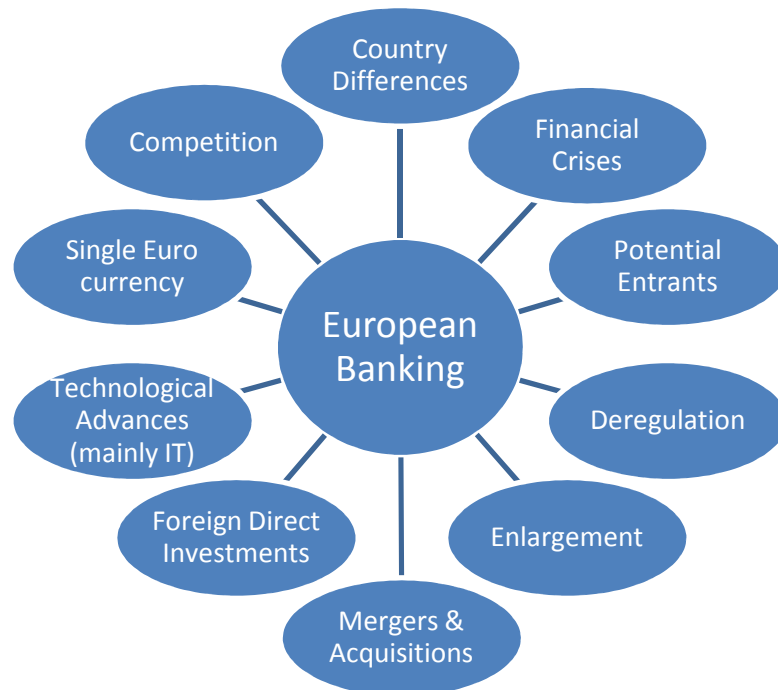 Country
Differences
Financial
Crises
Potential
Entrants
Deregulation
Enlargement
Mergers &
Acquisitions
Foreign Direct
Investments
Technological
Advances
(mainly IT)
Single Euro
currency
Competition
European
Banking